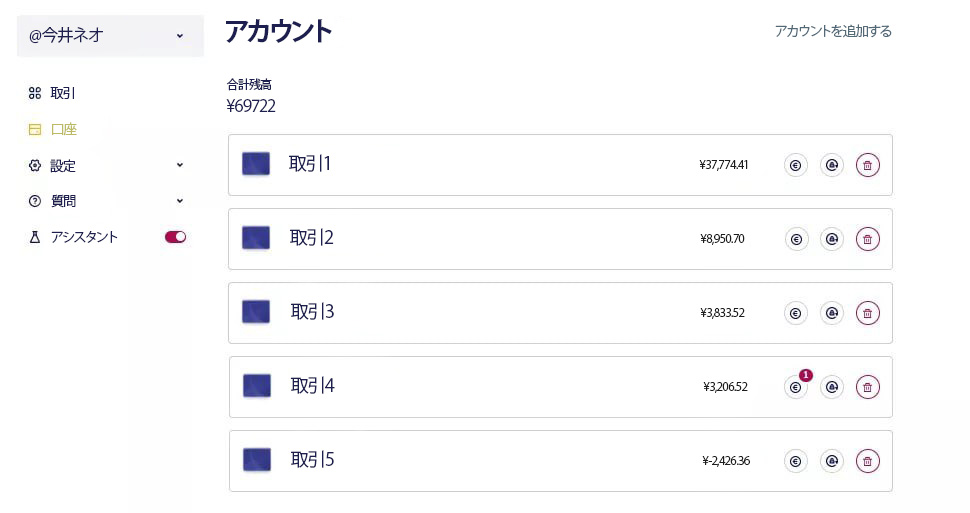 @今井ネオ
アカウント
アカウントを追加する
取引
口座
設定
質問
アシスタント
合計残高
¥69722
取引1
¥37,774.41
取引2
¥8,950.70
取引3
¥3,833.52
取引4
¥3,206.52
1
取引5
¥-2,426.36